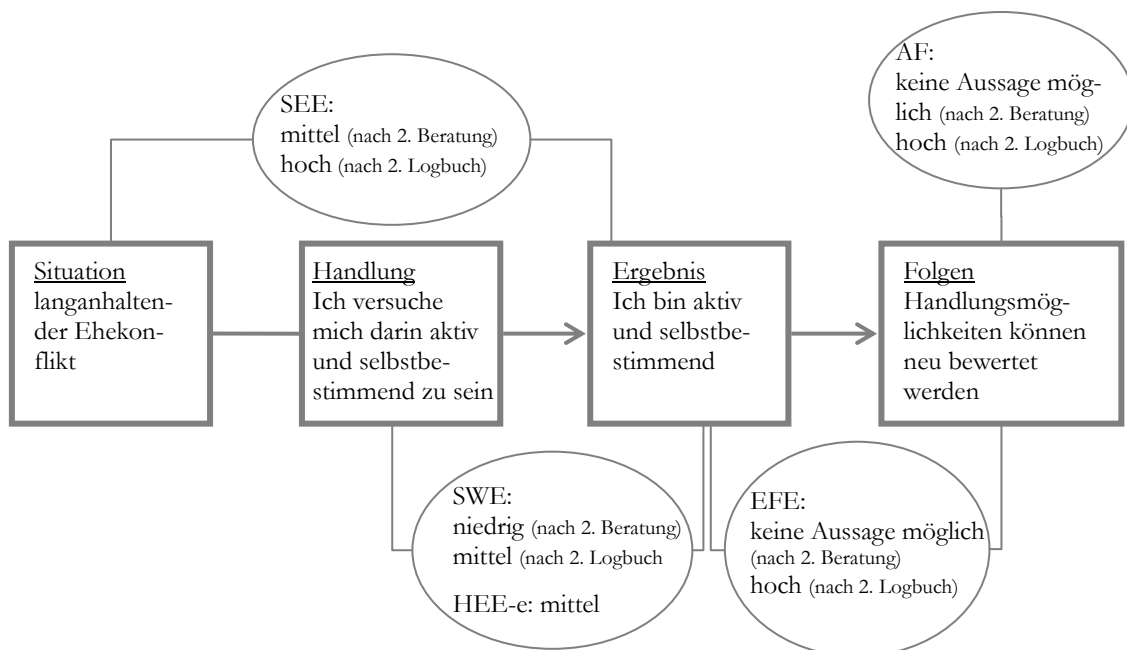 AF:
keine Aussage mög-
lich (nach 2. Beratung)
hoch (nach 2. Logbuch)
SEE:
mittel (nach 2. Beratung)
hoch (nach 2. Logbuch)
Situation
langanhalten-
der Ehekon-
flikt
Handlung
Ich versuche
mich darin aktiv
und selbstbe-
stimmend zu sein
Ergebnis
Ich bin aktiv
und selbstbe-
stimmend
Folgen
Handlungsmög-
lichkeiten können
neu bewertet
werden
SWE:
niedrig (nach 2. Beratung)
mittel (nach 2. Logbuch
HEE-e: mittel
EFE:
keine Aussage möglich
(nach 2. Beratung)
hoch (nach 2. Logbuch)